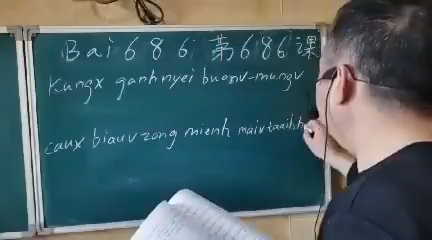 Bai 686 第686课
Kungx ganh nyei buonv-mungv
caux biauv zong mienh maiv taaih h